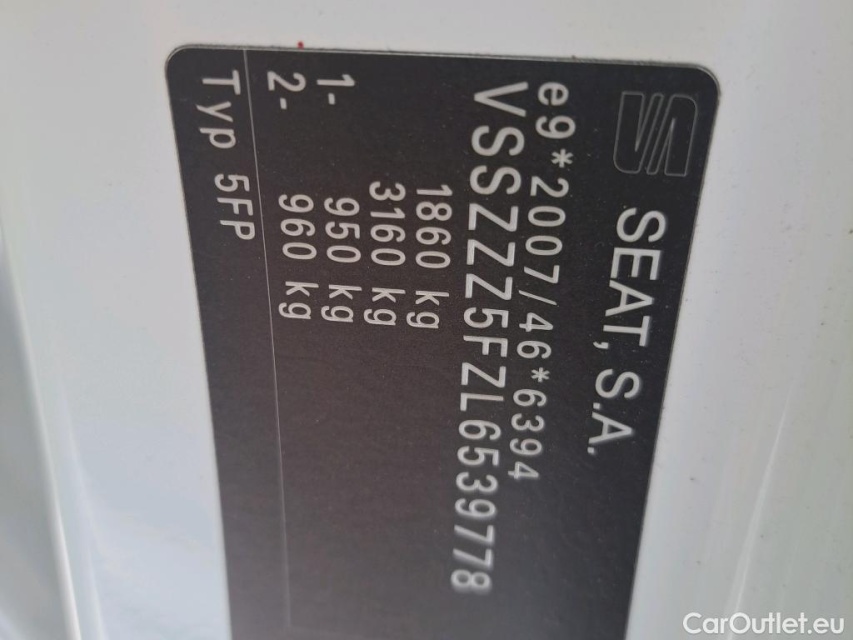 SEAT, S.A.
e9*2007/46*6394
VSSZZZ5FZL6539778
1860 kg
3160 kg
1- 950 kg
2- 960 kg
Typ 5FP
CarOutlet.eu